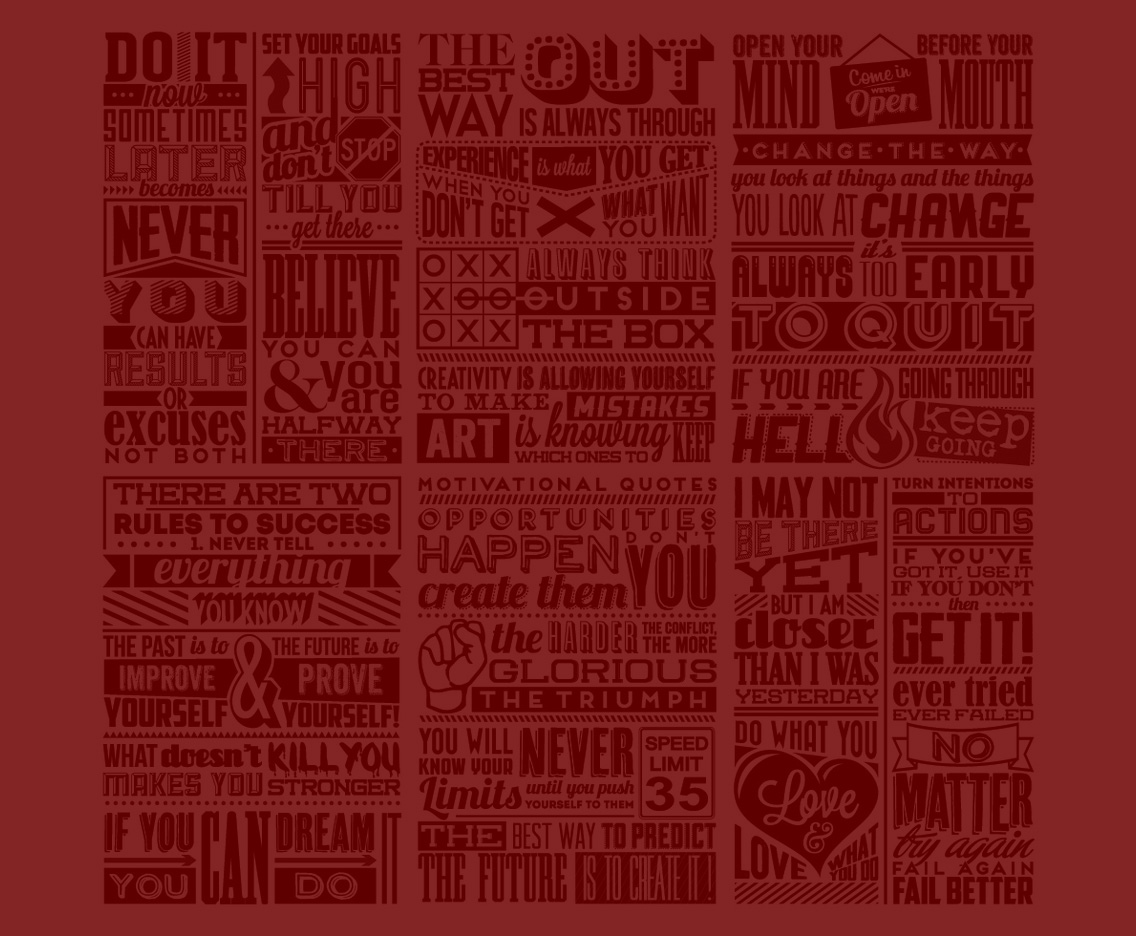 DO IT
now
SOMETIMES
LATER
becomes
NEVER
YOU
CAN HAVE
RESULTS
OR
excuses
NOT BOTH
SET YOUR GOALS
HIGH
and
don't STOP
TILL YOU
get there
BELIEVE
YOU CAN
& you
are
HALFWAY
THERE
THE
BEST OUT
WAY IS ALWAYS THROUGH
EXPERIENCE is what YOU GET
WHEN YOU WHAT
DON'T GET YOU WANT
OXX ALWAYS THINK
XOO OUTSIDE
OXX THE BOX
CREATIVITY IS ALLOWING YOURSELF
TO MAKE MISTAKES
ART is knowing KEEP
WHICH ONES TO
OPEN YOUR BEFORE YOUR
MIND Come in MOUTH
WE'RE
Open
CHANGE·THE·WAY
you look at things and the things
YOU LOOK AT CHANGE
it's
ALWAYS TOO EARLY
TO QUIT
IF YOU ARE GOING THROUGH
HELL keep
GOING
THERE ARE TWO
RULES TO SUCCESS
1. NEVER TELL
everything
YOU KNOW
THE PAST is to & THE FUTURE is to
IMPROVE PROVE
YOURSELF YOURSELF!
WHAT doesn't KILL YOU
MAKES YOU STRONGER
IF YOU CAN DREAM IT
YOU DO
MOTIVATIONAL QUOTES
OPPORTUNITIES
HAPPEN DON'T
create them YOU
the HARDER THE CONFLICT,
THE MORE
GLORIOUS
THE TRIUMPH
YOU WILL NEVER SPEED
KNOW YOUR LIMIT
Limits until you push 35
YOURSELF TO THEM
THE BEST WAY TO PREDICT
THE FUTURE IS TO CREATE IT!
I MAY NOT
BE THERE
YET
BUT I AM
closer
THAN I WAS
YESTERDAY
DO WHAT YOU
Love
&
LOVE WHAT
YOU DO
TURN INTENTIONS
TO
ACTIONS
IF YOU'VE
GOT IT, USE IT
IF YOU DON'T
then
GET IT!
ever tried
EVER FAILED
NO
MATTER
try again
FAIL AGAIN
FAIL BETTER